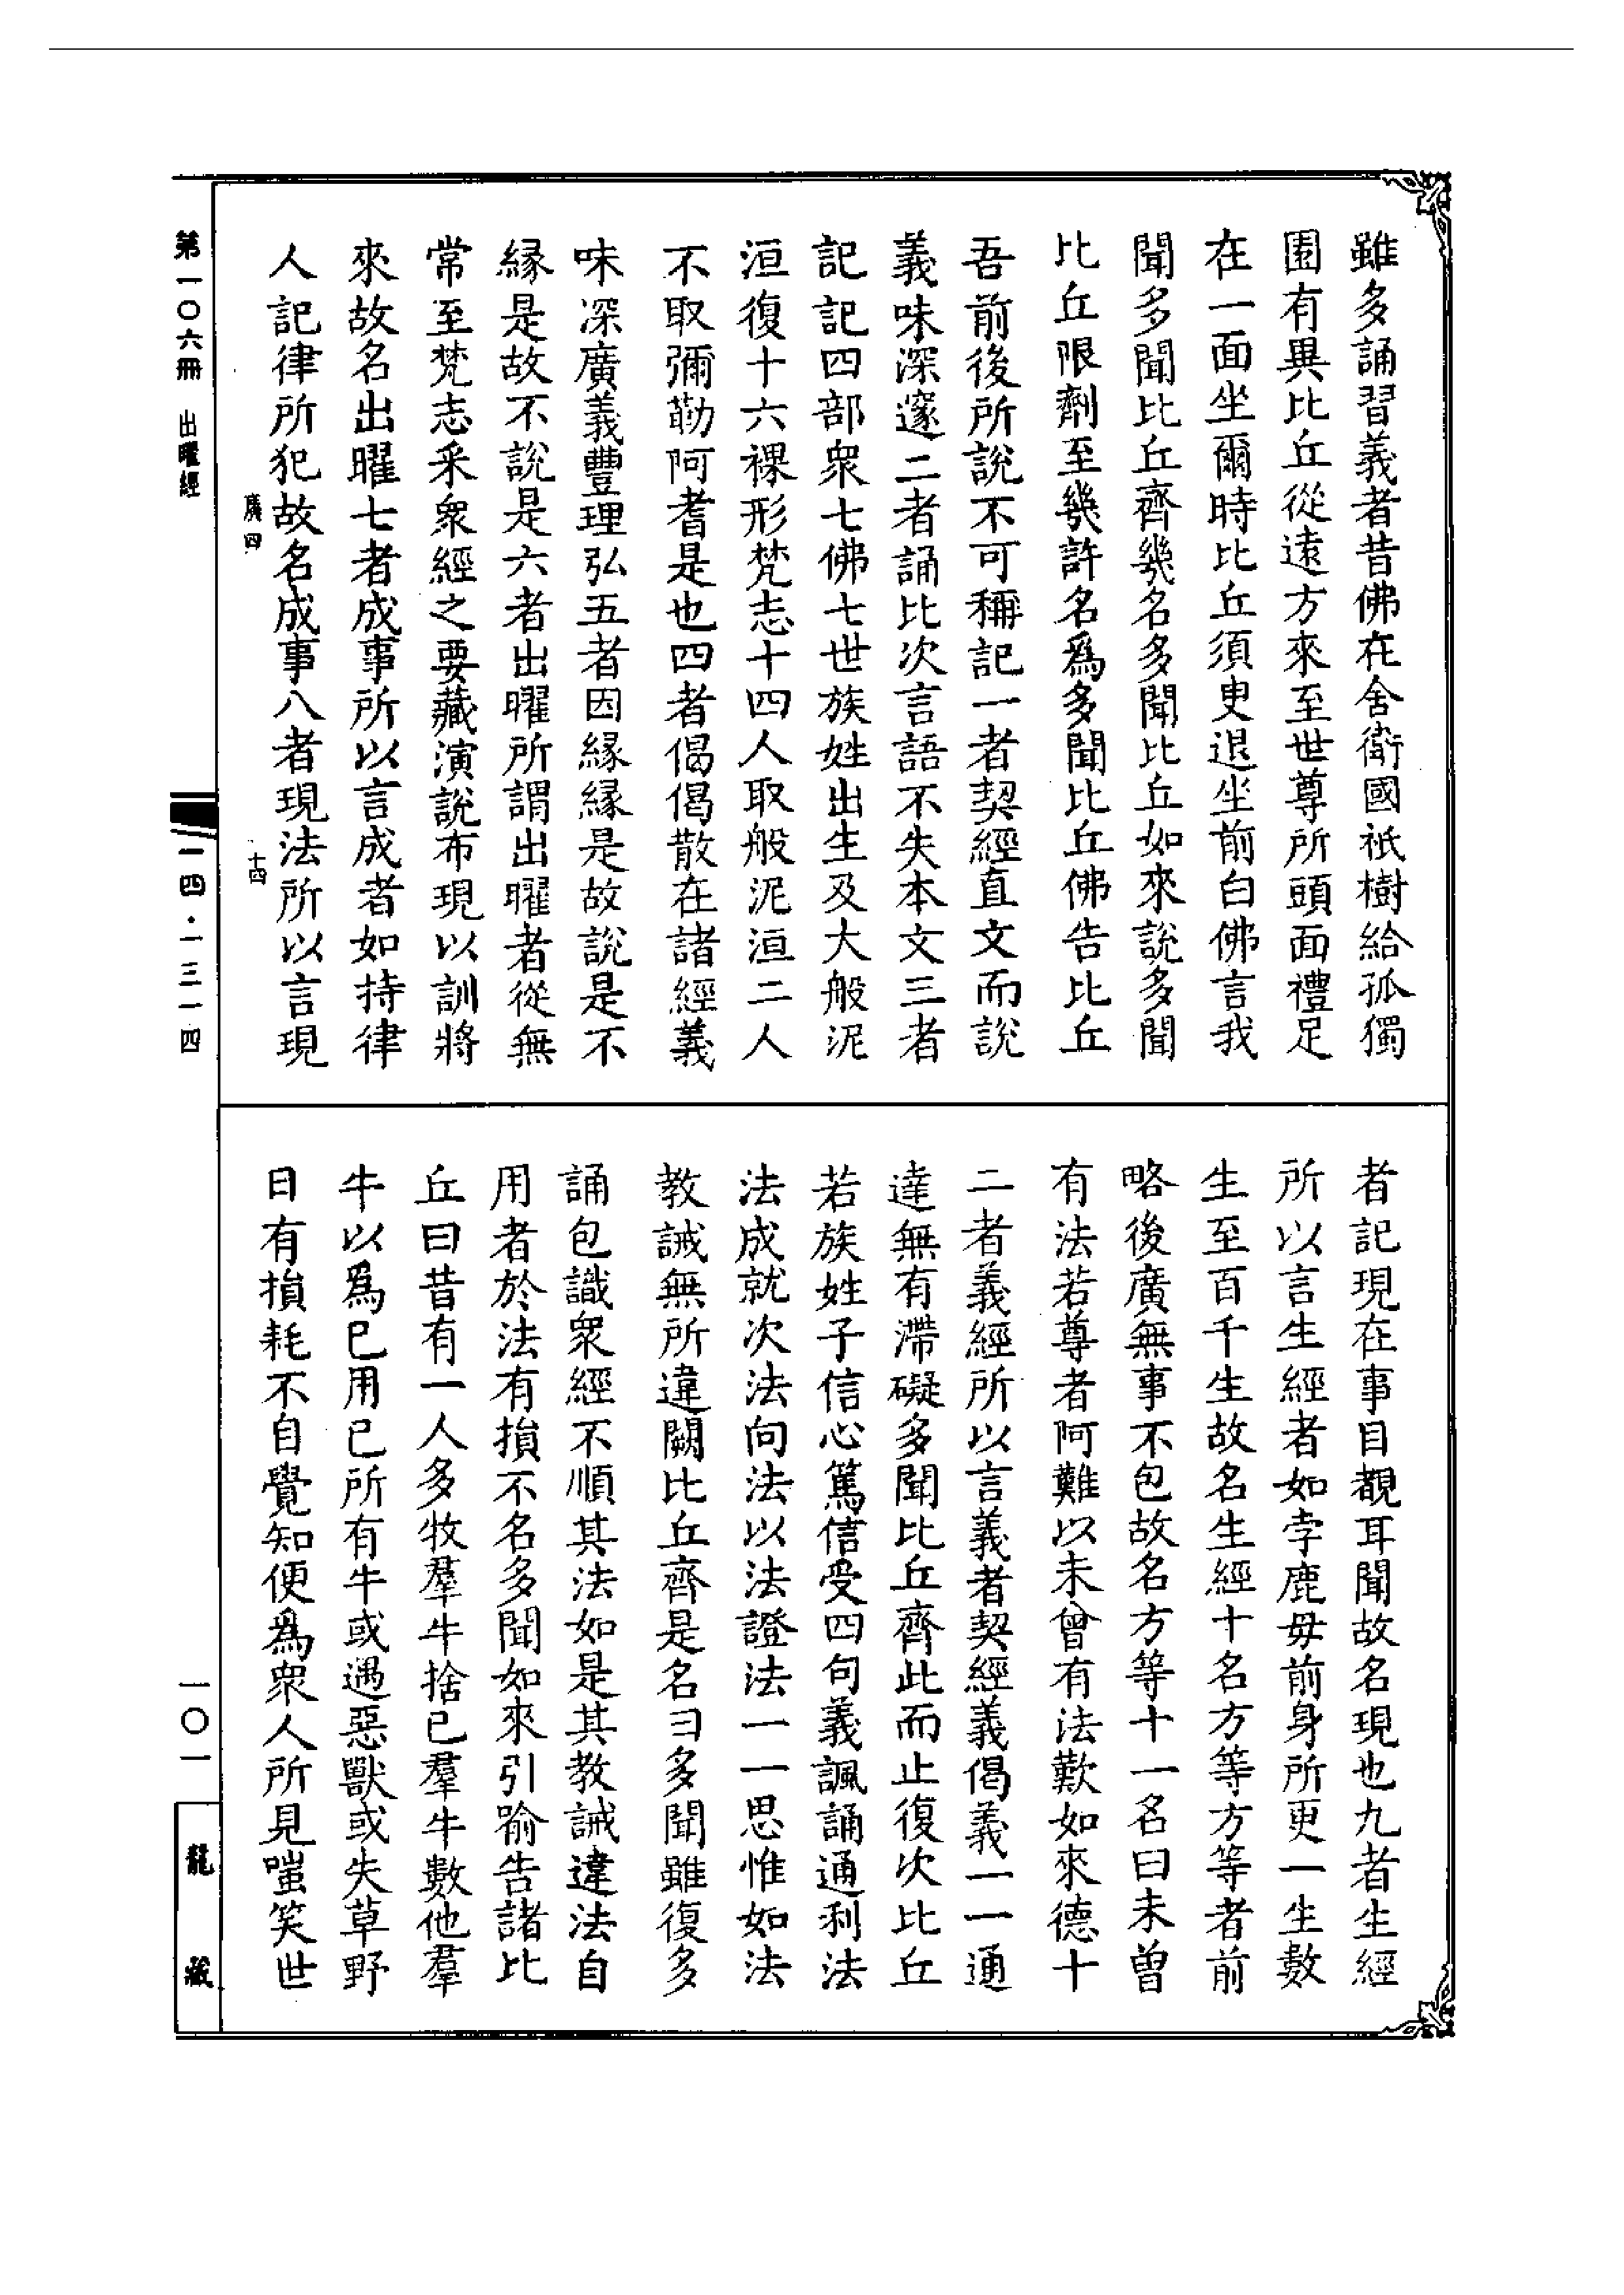 雖多誦習義者昔佛在舍衛國祇樹給孤獨
園有異比丘從遠方來至世尊所頭面禮足
在一面坐爾時比丘須臾退坐前白佛言我
聞多聞比丘齊幾名多聞比丘如來說多聞
比丘限劑至幾許名爲多聞比丘佛告比丘
吾前後所說不可稱記一者契經直文而說
義味深邃二者誦比次言語不失本文三者
記記四部衆七佛七世族姓出生及大般泥
洹復十六裸形梵志十四人取般泥洹二人
不取彌勒阿耆是也四者偈偈散在諸經義
味深廣義豐理弘五者因緣緣是故說是不
緣是故不說是六者出曜所謂出曜者從無
常至梵志采衆經之要藏演說布現以訓將
來故名出曜七者成事所以言成者如持律
人記律所犯故名成事八者現法所以言現
者記現在事目覩耳聞故名現也九者生經
所以言生經者如孛鹿母前身所更一生數
生至百千生故名生經十名方等方等者前
略後廣無事不包故名方等十一名曰未曾
有法若尊者阿難以未曾有法歎如來德十
二者義經所以言義者契經義偈義一一通
達無有滯礙多聞比丘齊此而止復次比丘
若族姓子信心篤信受四句義諷誦通利法
法成就次法向法以法證法一一思惟如法
教誡無所違闕比丘齊是名曰多聞雖復多
誦包識衆經不順其法如是其教誡違法自
用者於法有損不名多聞如來引喻告諸比
丘曰昔有一人多牧羣牛捨已羣牛數他羣
牛以爲已用已所有牛或遇惡獸或失草野
日有損耗不自覺知便爲衆人所見嗤笑世
廣四
十四
第一〇六冊 出曜經
一四·一三一四
一〇一
龍藏